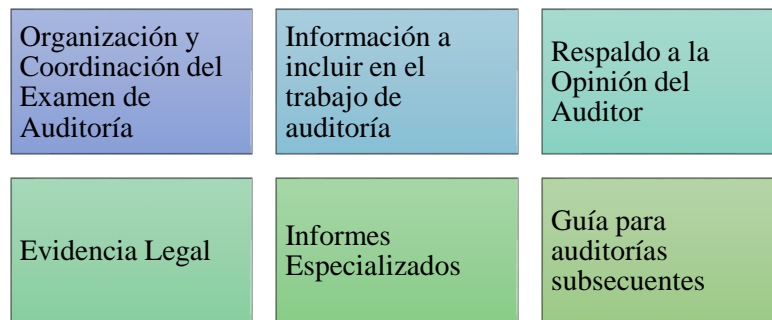 Organización y
Coordinación del
Examen de
Auditoría
Información a
incluir en el
trabajo de
auditoría
Respaldo a la
Opinión del
Auditor
Evidencia Legal
Informes
Especializados
Guía para
auditorías
subsecuentes